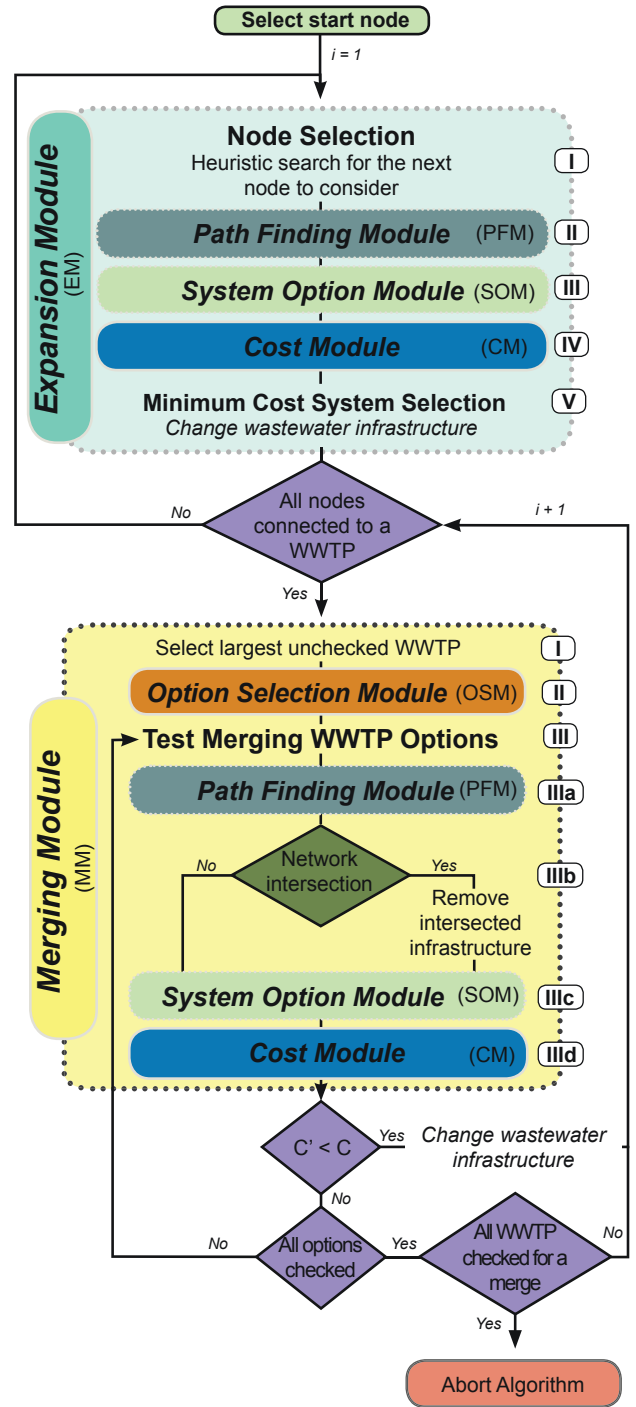 Select start node
i = 1
Expansion Module
(EM)
Node Selection
Heuristic search for the next
node to consider
I
Path Finding Module (PFM)
II
System Option Module (SOM)
III
Cost Module (CM)
IV
Minimum Cost System Selection
V
Change wastewater infrastructure
All nodes
connected to a
WWTP
No
i + 1
Yes
Merging Module
(MM)
Select largest unchecked WWTP
I
Option Selection Module (OSM)
II
Test Merging WWTP Options
III
Path Finding Module (PFM)
IIIa
Network
intersection
No
Yes
IIIb
Remove
intersected
infrastructure
System Option Module (SOM)
IIIc
Cost Module (CM)
IIId
C' < C
Yes
Change wastewater
infrastructure
No
All options
checked
No
Yes
All WWTP
checked for a
merge
No
Yes
Abort Algorithm